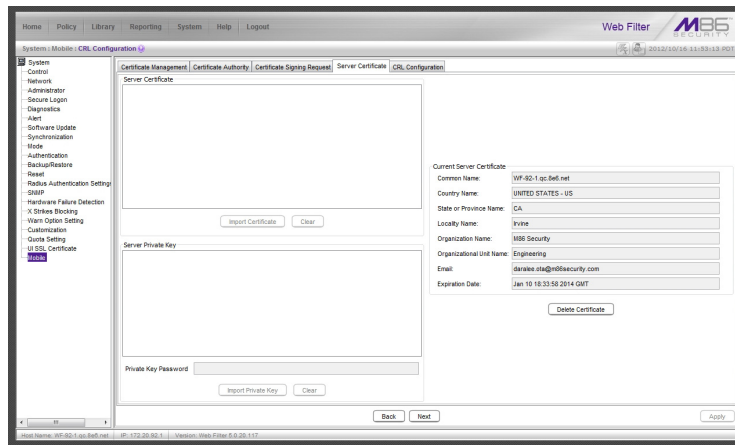 Home Policy Library Reporting System Help Logout
Web Filter
M86
SECURITY
System : Mobile : CRL Configuration
2012/10/16 11:53:13 PDT
System
Control
Network
Administrator
Secure Logon
Diagnostics
Alert
Software Update
Synchronization
Mode
Authentication
Backup/Restore
Reset
Radius Authentication Settings
SNMP
Hardware Failure Detection
X Strikes Blocking
Warn Option Setting
Customization
Quota Setting
UI SSL Certificate
Mobile
Certificate Management Certificate Authority Certificate Signing Request Server Certificate CRL Configuration
Server Certificate
Import Certificate Clear
Server Private Key
Private Key Password
Import Private Key Clear
Current Server Certificate
Common Name: WF-92-1.qc.8e6.net
Country Name: UNITED STATES - US
State or Province Name: CA
Locality Name: Irvine
Organization Name: M86 Security
Organizational Unit Name: Engineering
Email: daralee.ota@m86security.com
Expiration Date: Jan 10 18:33:58 2014 GMT
Delete Certificate
Back Next
Apply
Host Name: WF-92-1.qc.8e6.net IP: 172.20.92.1 Version: Web Filter 5.0.20.117